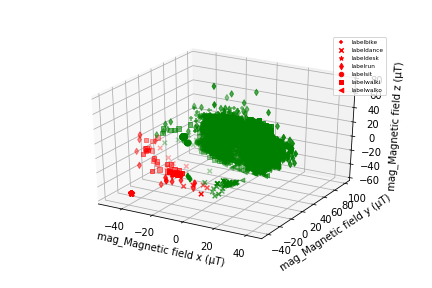 labelbike
labeldance
labeldesk
labelrun
labelsit
labelwalki
labelwalko
60
40
20
0
−20
−40
−60
mag_Magnetic field z (μT)
100
80
60
40
20
0
−20
−40
mag_Magnetic field y (μT)
−40
−20
0
20
40
mag_Magnetic field x (μT)